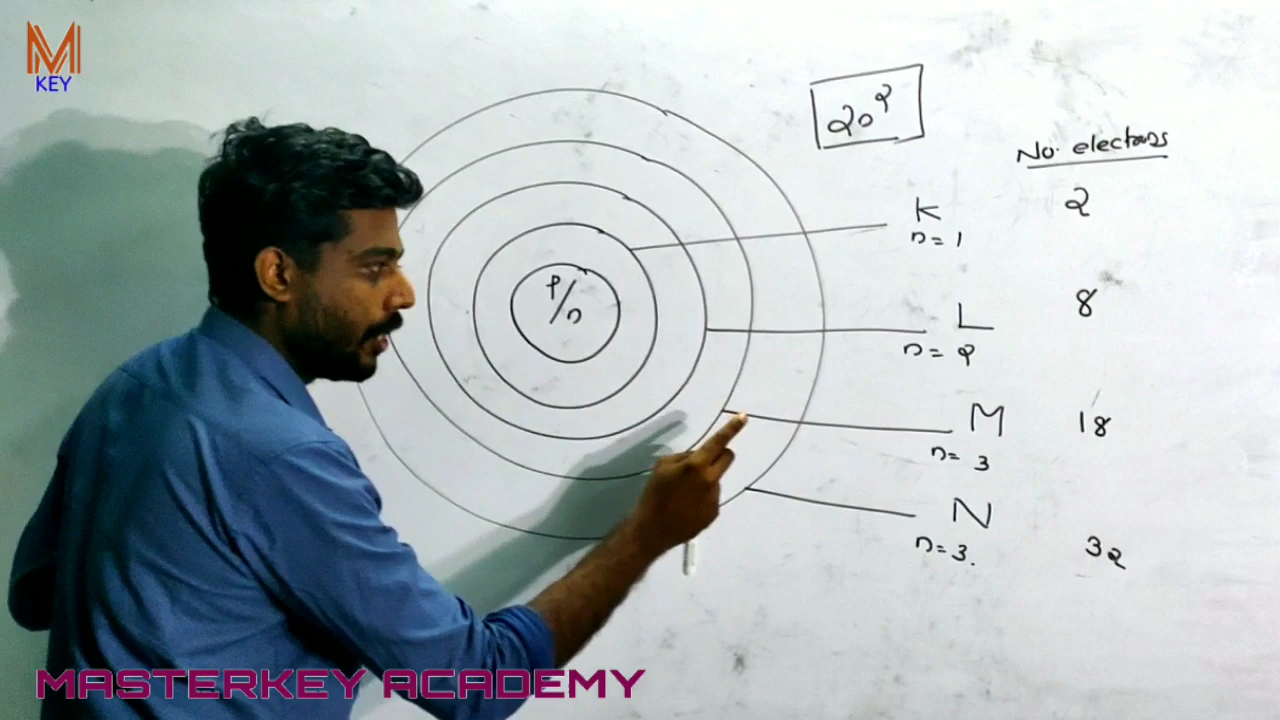 M
KEY
2n²
No. electrons
K
2
n = 1
L
8
n = 2
M
18
n = 3
N
n = 3.
32
P/n
MASTERKEY ACADEMY